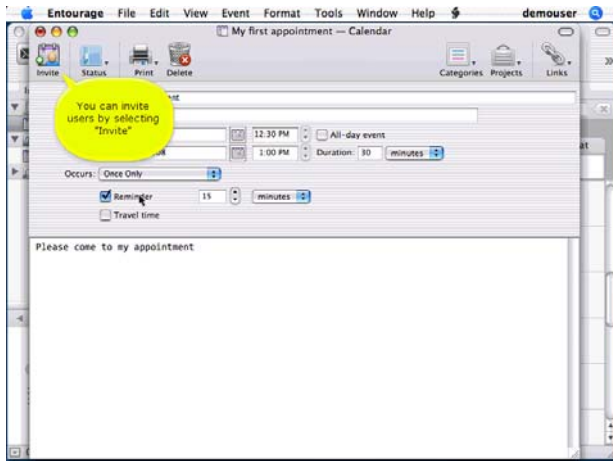 Entourage File Edit View Event Format Tools Window Help demouser
My first appointment — Calendar
Invite Status Print Delete Categories Projects Links
You can invite
users by selecting
"Invite"
12:30 PM All-day event
1:00 PM Duration: 30 minutes
Occurs: Once Only
Reminder 15 minutes
Travel time
Please come to my appointment